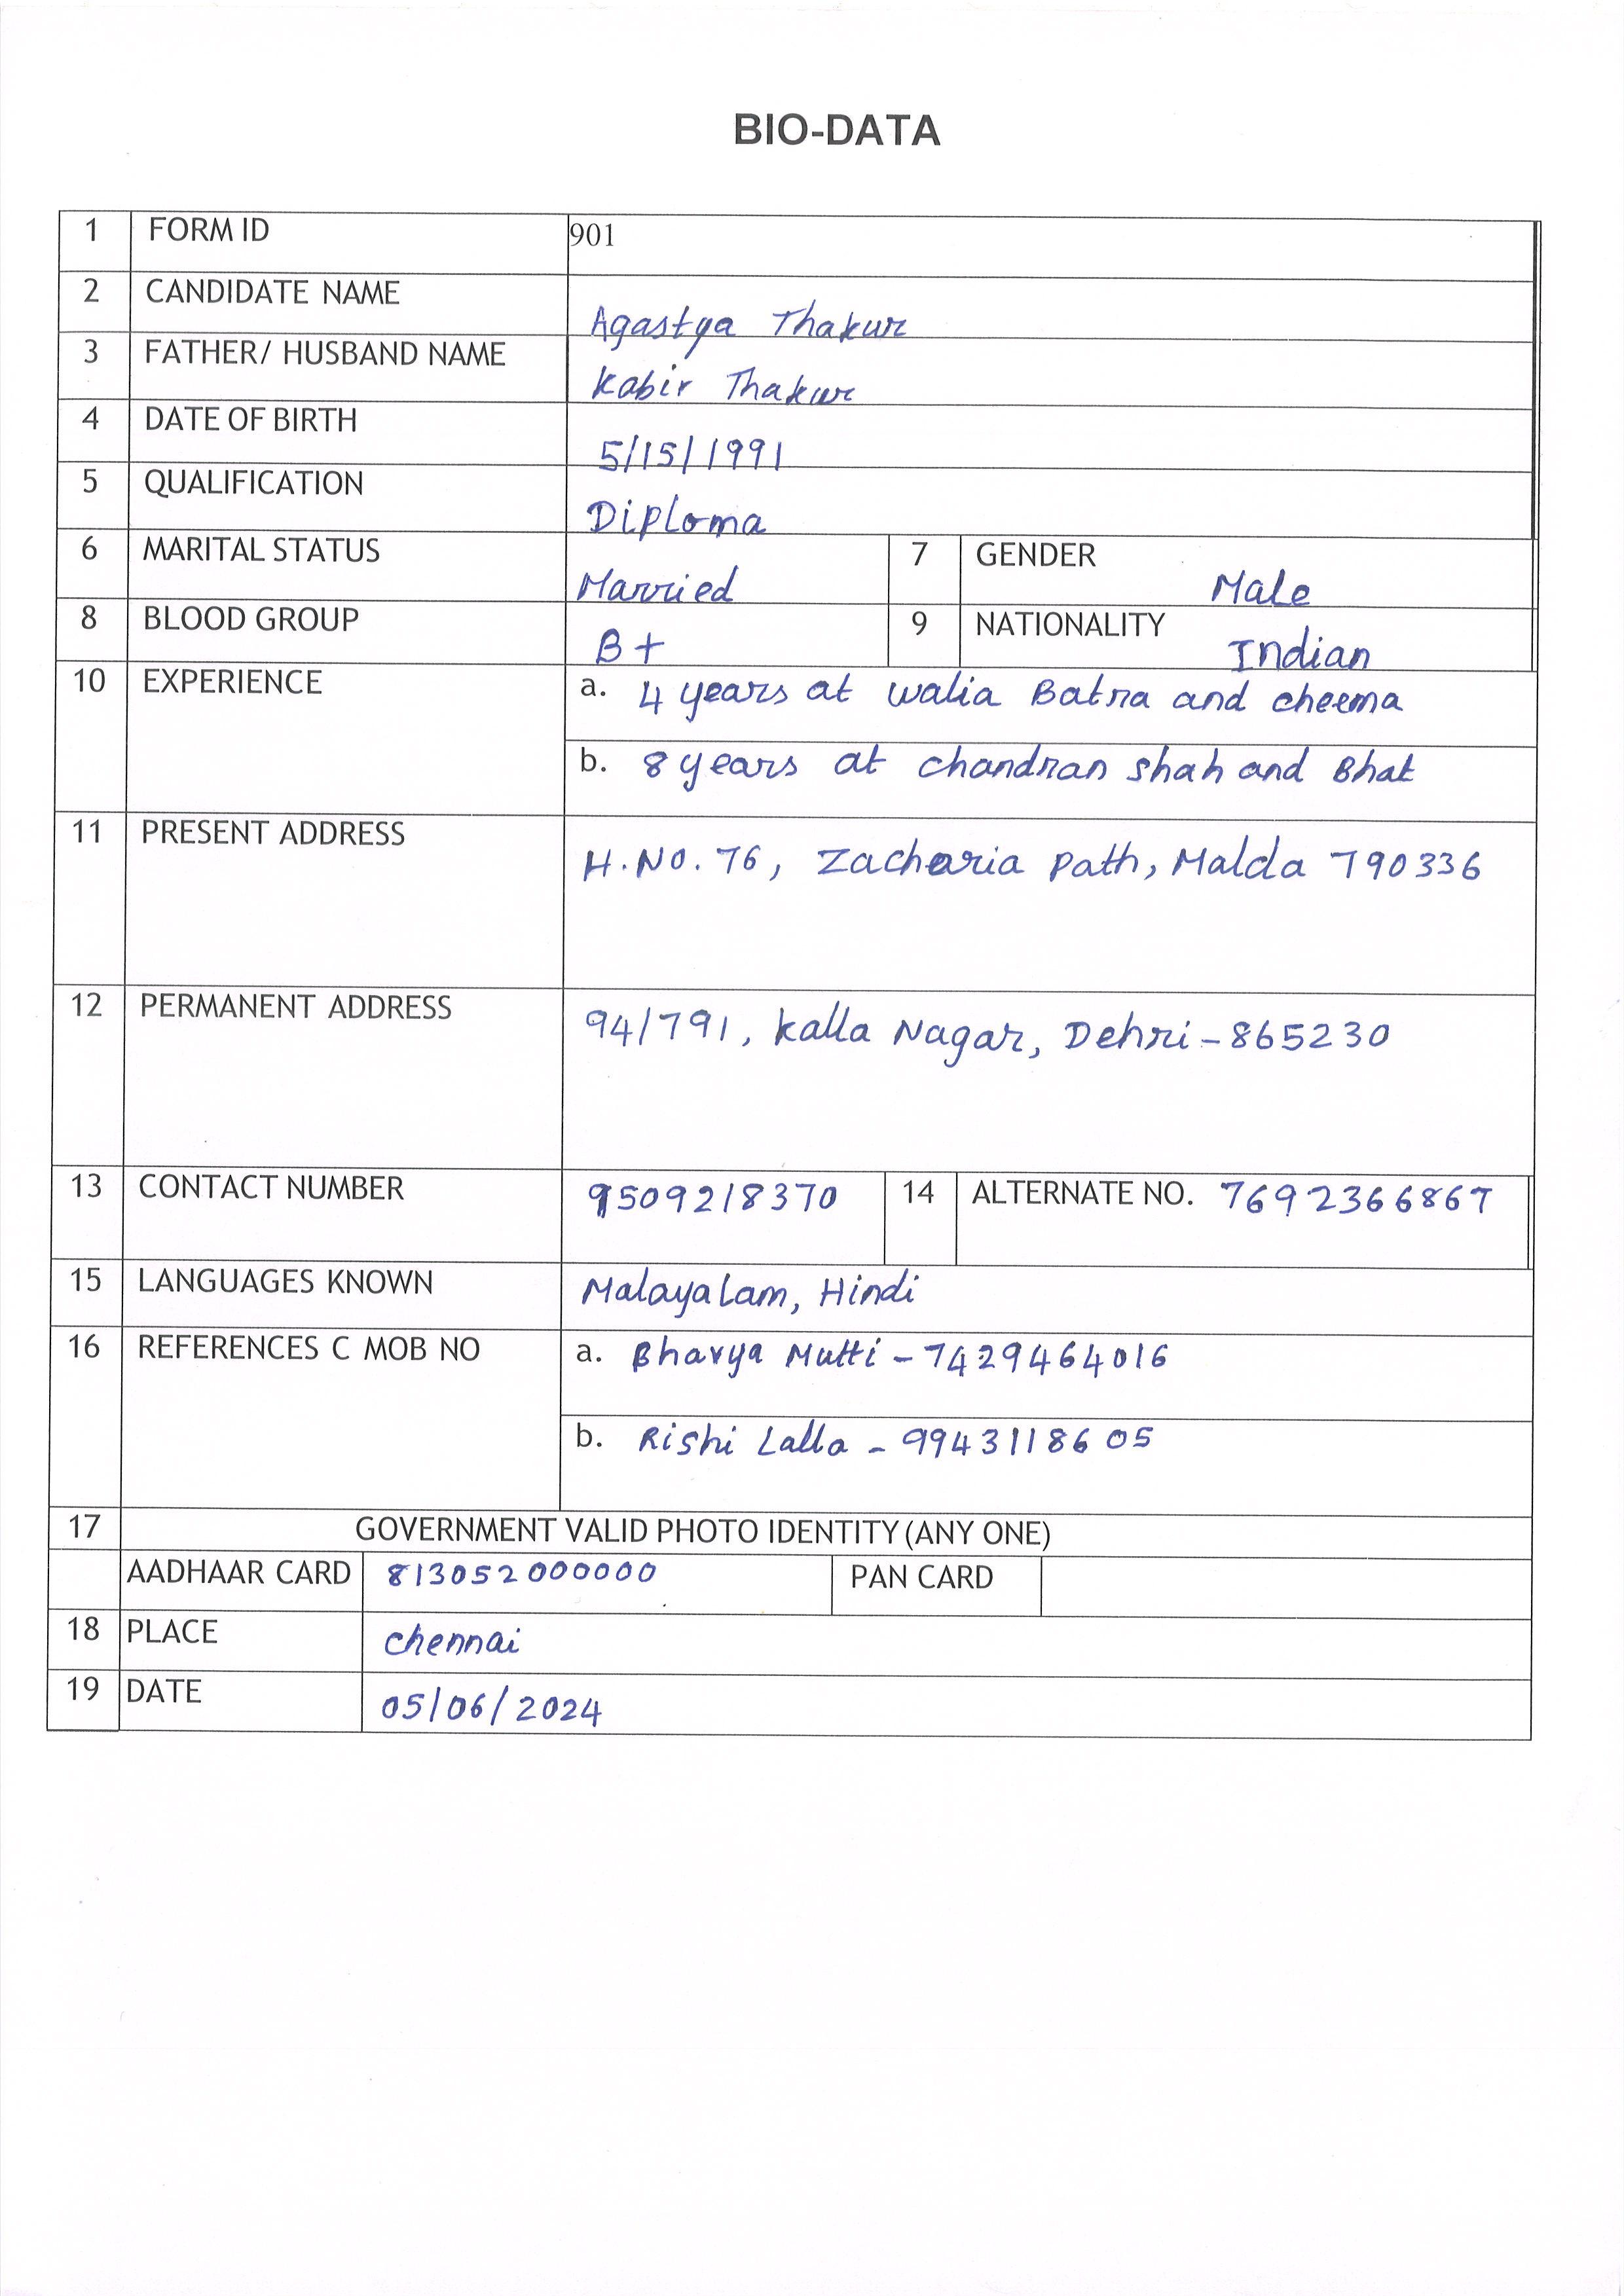 BIO-DATA
1 FORM ID 901
2 CANDIDATE NAME Agastya Thakur
3 FATHER/ HUSBAND NAME Kabir Thakur
4 DATE OF BIRTH 5/15/1991
5 QUALIFICATION Diploma
6 MARITAL STATUS Married 7 GENDER Male
8 BLOOD GROUP B+ 9 NATIONALITY Indian
10 EXPERIENCE a. 4 years at walia Batra and cheema
b. 8 years at chandran shah and Bhat
11 PRESENT ADDRESS H.NO. 76, Zacharia Path, Malda 790336
12 PERMANENT ADDRESS 94/791, Kalla Nagar, Dehri-865230
13 CONTACT NUMBER 9509218370 14 ALTERNATE NO. 7692366867
15 LANGUAGES KNOWN Malayalam, Hindi
16 REFERENCES C MOB NO a. Bhavya Mutti - 7429464016
b. Rishi Lalla - 9943118605
17 GOVERNMENT VALID PHOTO IDENTITY (ANY ONE)
AADHAAR CARD 813052000000 PAN CARD
18 PLACE chennai
19 DATE 05/06/2024